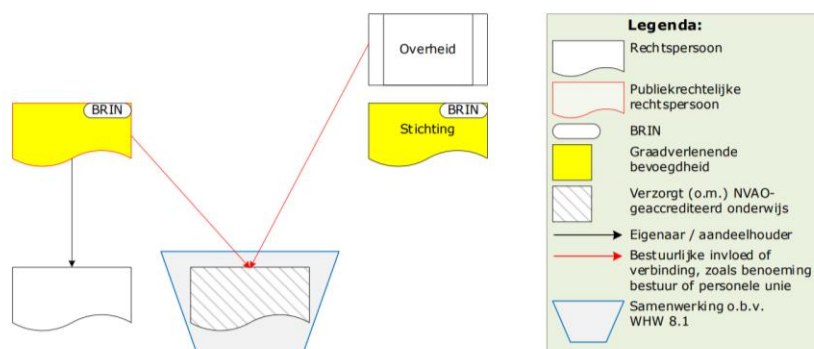 Overheid
BRIN
BRIN
Stichting
Legenda:
Rechtspersoon
Publiekrechtelijke
rechtspersoon
BRIN
Graadverlenende
bevoegdheid
Verzorgt (o.m.) NVAO-
geaccrediteerd onderwijs
Eigenaar / aandeelhouder
Bestuurlijke invloed of
verbinding, zoals benoeming
bestuur of personele unie
Samenwerking o.b.v.
WHW 8.1